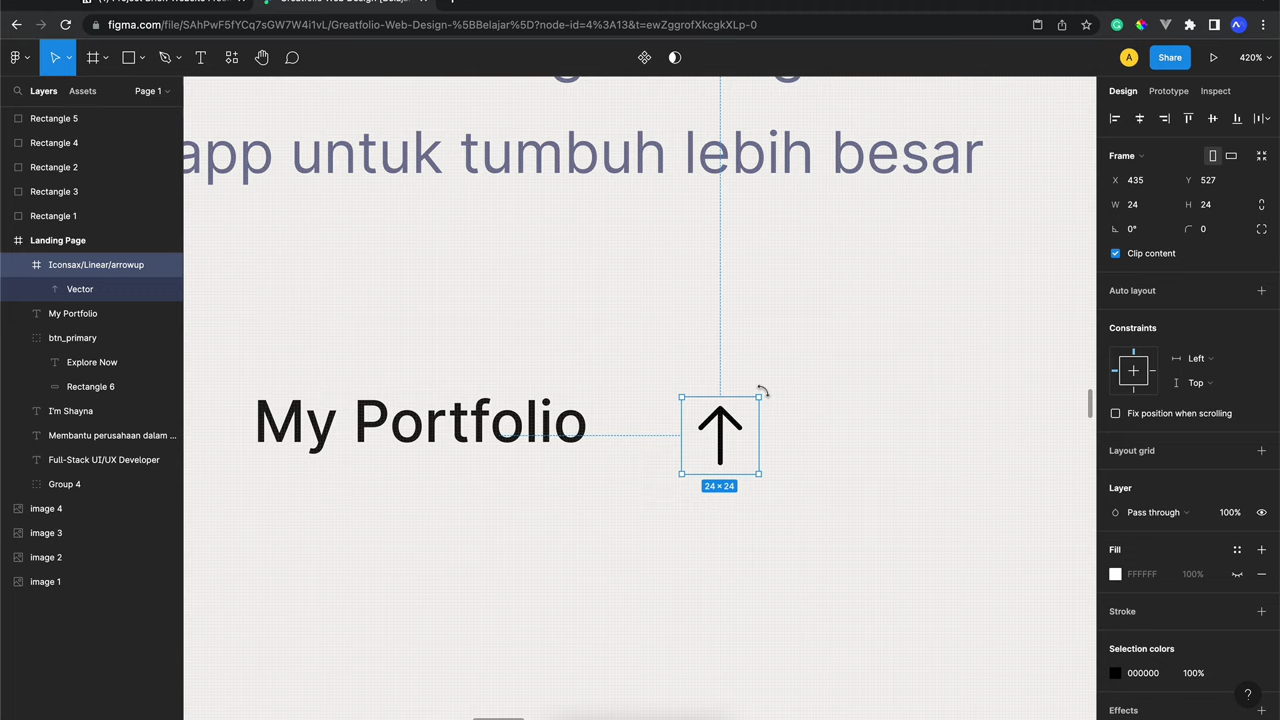 figma.com/file/SAhPwF5fYCq7sGW7W4i1vL/Greatfolio-Web-Design-%5BBelajar%5D?node-id=4%3A13&t=ewZggrofXkcgkXLp-0
A
Share
420%
Layers
Assets
Page 1
Rectangle 5
Rectangle 4
Rectangle 2
Rectangle 3
Rectangle 1
Landing Page
Iconsax/Linear/arrowup
Vector
My Portfolio
btn_primary
Explore Now
Rectangle 6
I'm Shayna
Membantu perusahaan dalam ...
Full-Stack UI/UX Developer
Group 4
image 4
image 3
image 2
image 1
app untuk tumbuh lebih besar
My Portfolio
24 × 24
Design
Prototype
Inspect
Frame
X 435 Y 527
W 24 H 24
0° 0
Clip content
Auto layout
Constraints
Left
Top
Fix position when scrolling
Layout grid
Layer
Pass through 100%
Fill
FFFFFF 100%
Stroke
Selection colors
000000 100%
Effects
?